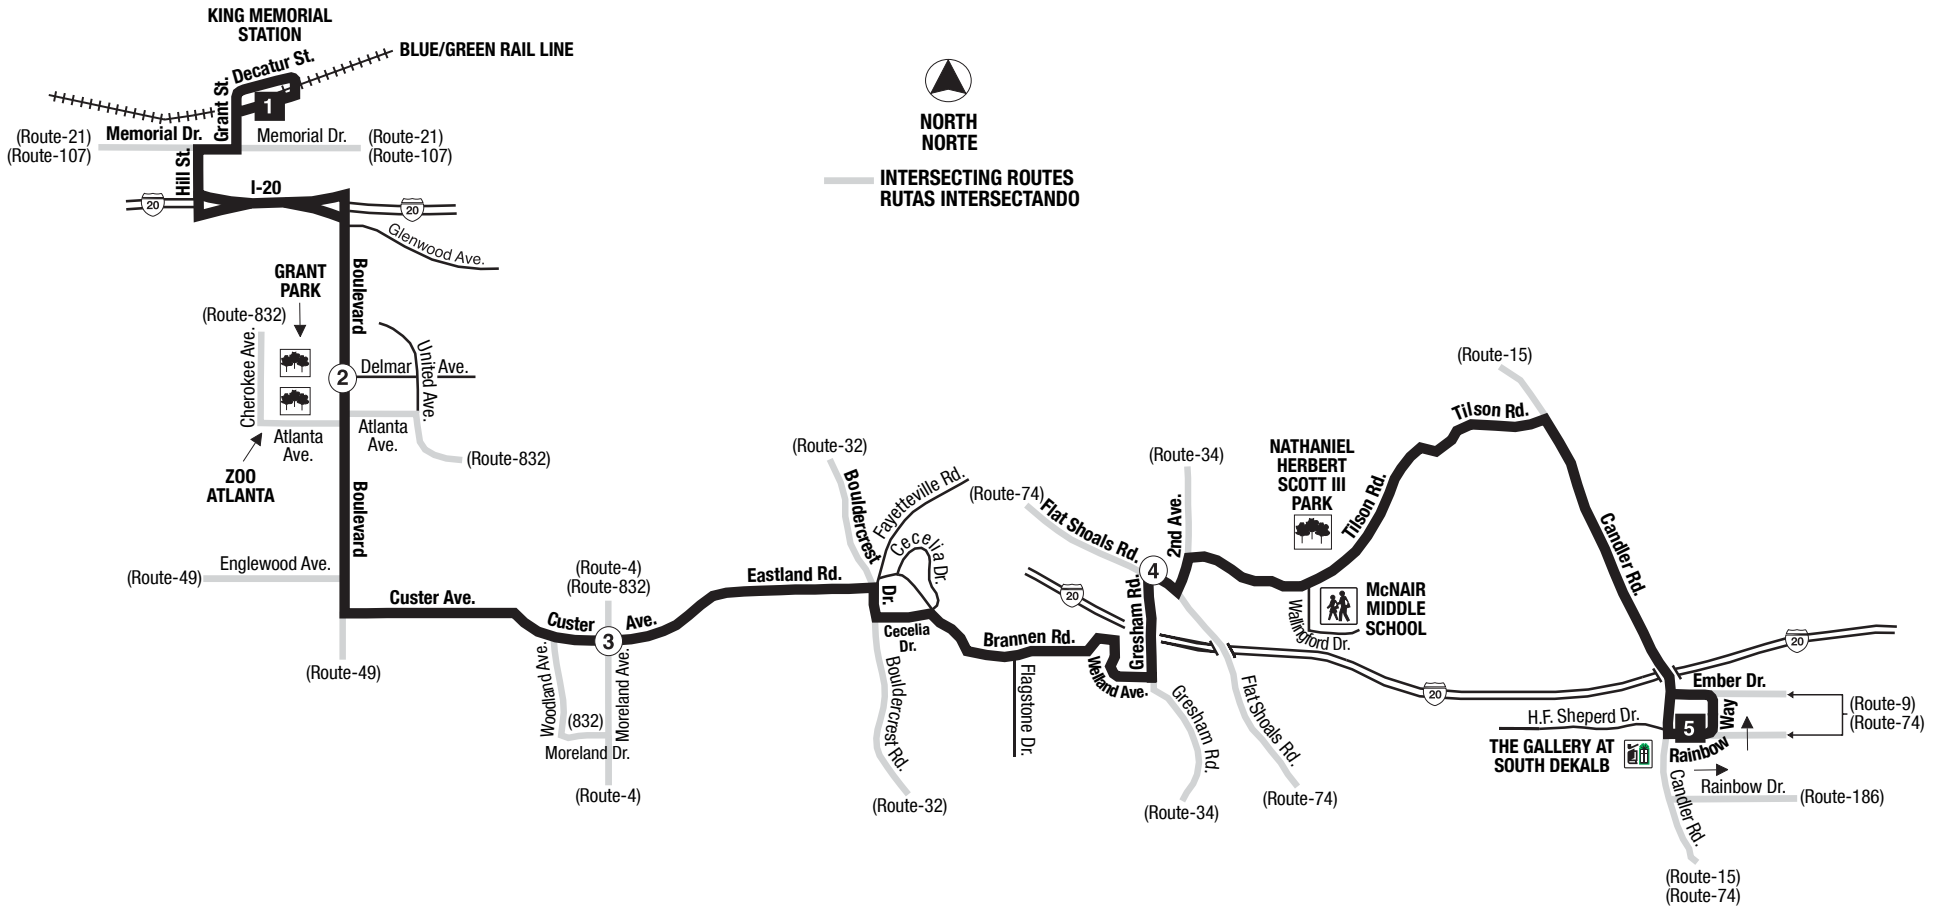 KING MEMORIAL
STATION
BLUE/GREEN RAIL LINE
Decatur St.
Grant St.
1
(Route-21)
(Route-107)
Memorial Dr.
Memorial Dr.
(Route-21)
(Route-107)
Hill St.
I-20
20
20
Glenwood Ave.
NORTH
NORTE
INTERSECTING ROUTES
RUTAS INTERSECTANDO
GRANT
PARK
Boulevard
(Route-832)
Cherokee Ave.
2
Delmar Ave.
United Ave.
Atlanta
Ave.
Atlanta
Ave.
(Route-832)
ZOO
ATLANTA
Boulevard
Englewood Ave.
(Route-49)
Custer Ave.
(Route-49)
(Route-4)
(Route-832)
Custer Ave.
3
Woodland Ave.
Moreland Ave.
(832)
Moreland Dr.
(Route-4)
Eastland Rd.
(Route-32)
Bouldercrest
Dr.
Fayetteville Rd.
Cecelia Dr.
Cecelia
Dr.
Bouldercrest Rd.
(Route-32)
Brannen Rd.
Flagstone Dr.
Welland Ave.
Gresham Rd.
(Route-74)
Flat Shoals Rd.
20
4
(Route-34)
2nd Ave.
Gresham Rd.
(Route-34)
Flat Shoals Rd.
(Route-74)
NATHANIEL
HERBERT
SCOTT III
PARK
Tilson Rd.
Wallingford Dr.
McNAIR
MIDDLE
SCHOOL
Tilson Rd.
(Route-15)
Candler Rd.
20
20
Ember Dr.
Way
(Route-9)
(Route-74)
H.F. Sheperd Dr.
5
Rainbow
THE GALLERY AT
SOUTH DEKALB
Rainbow Dr.
(Route-186)
Candler Rd.
(Route-15)
(Route-74)